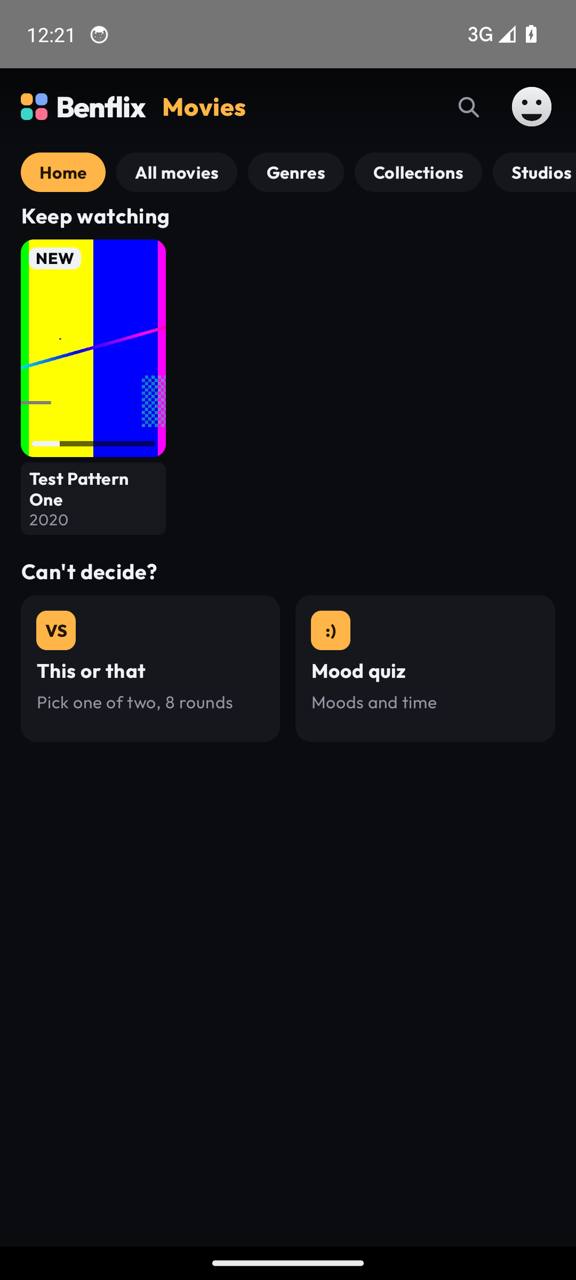 12:21
3G
Benflix Movies
Home
All movies
Genres
Collections
Studios
Keep watching
NEW
Test Pattern
One
2020
Can't decide?
VS
This or that
Pick one of two, 8 rounds
:)
Mood quiz
Moods and time